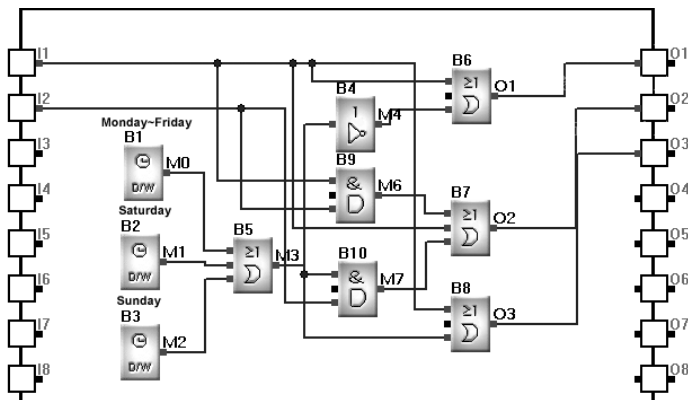 I1
I2
I3
I4
I5
I6
I7
I8
Monday~Friday
B1
M0
D/W
Saturday
B2
M1
D/W
Sunday
B3
M2
D/W
B5
≥1
M3
B4
1
M4
B9
&
M6
B10
&
M7
B6
≥1
O1
B7
≥1
O2
B8
≥1
O3
O1
O2
O3
O4
O5
O6
O7
O8